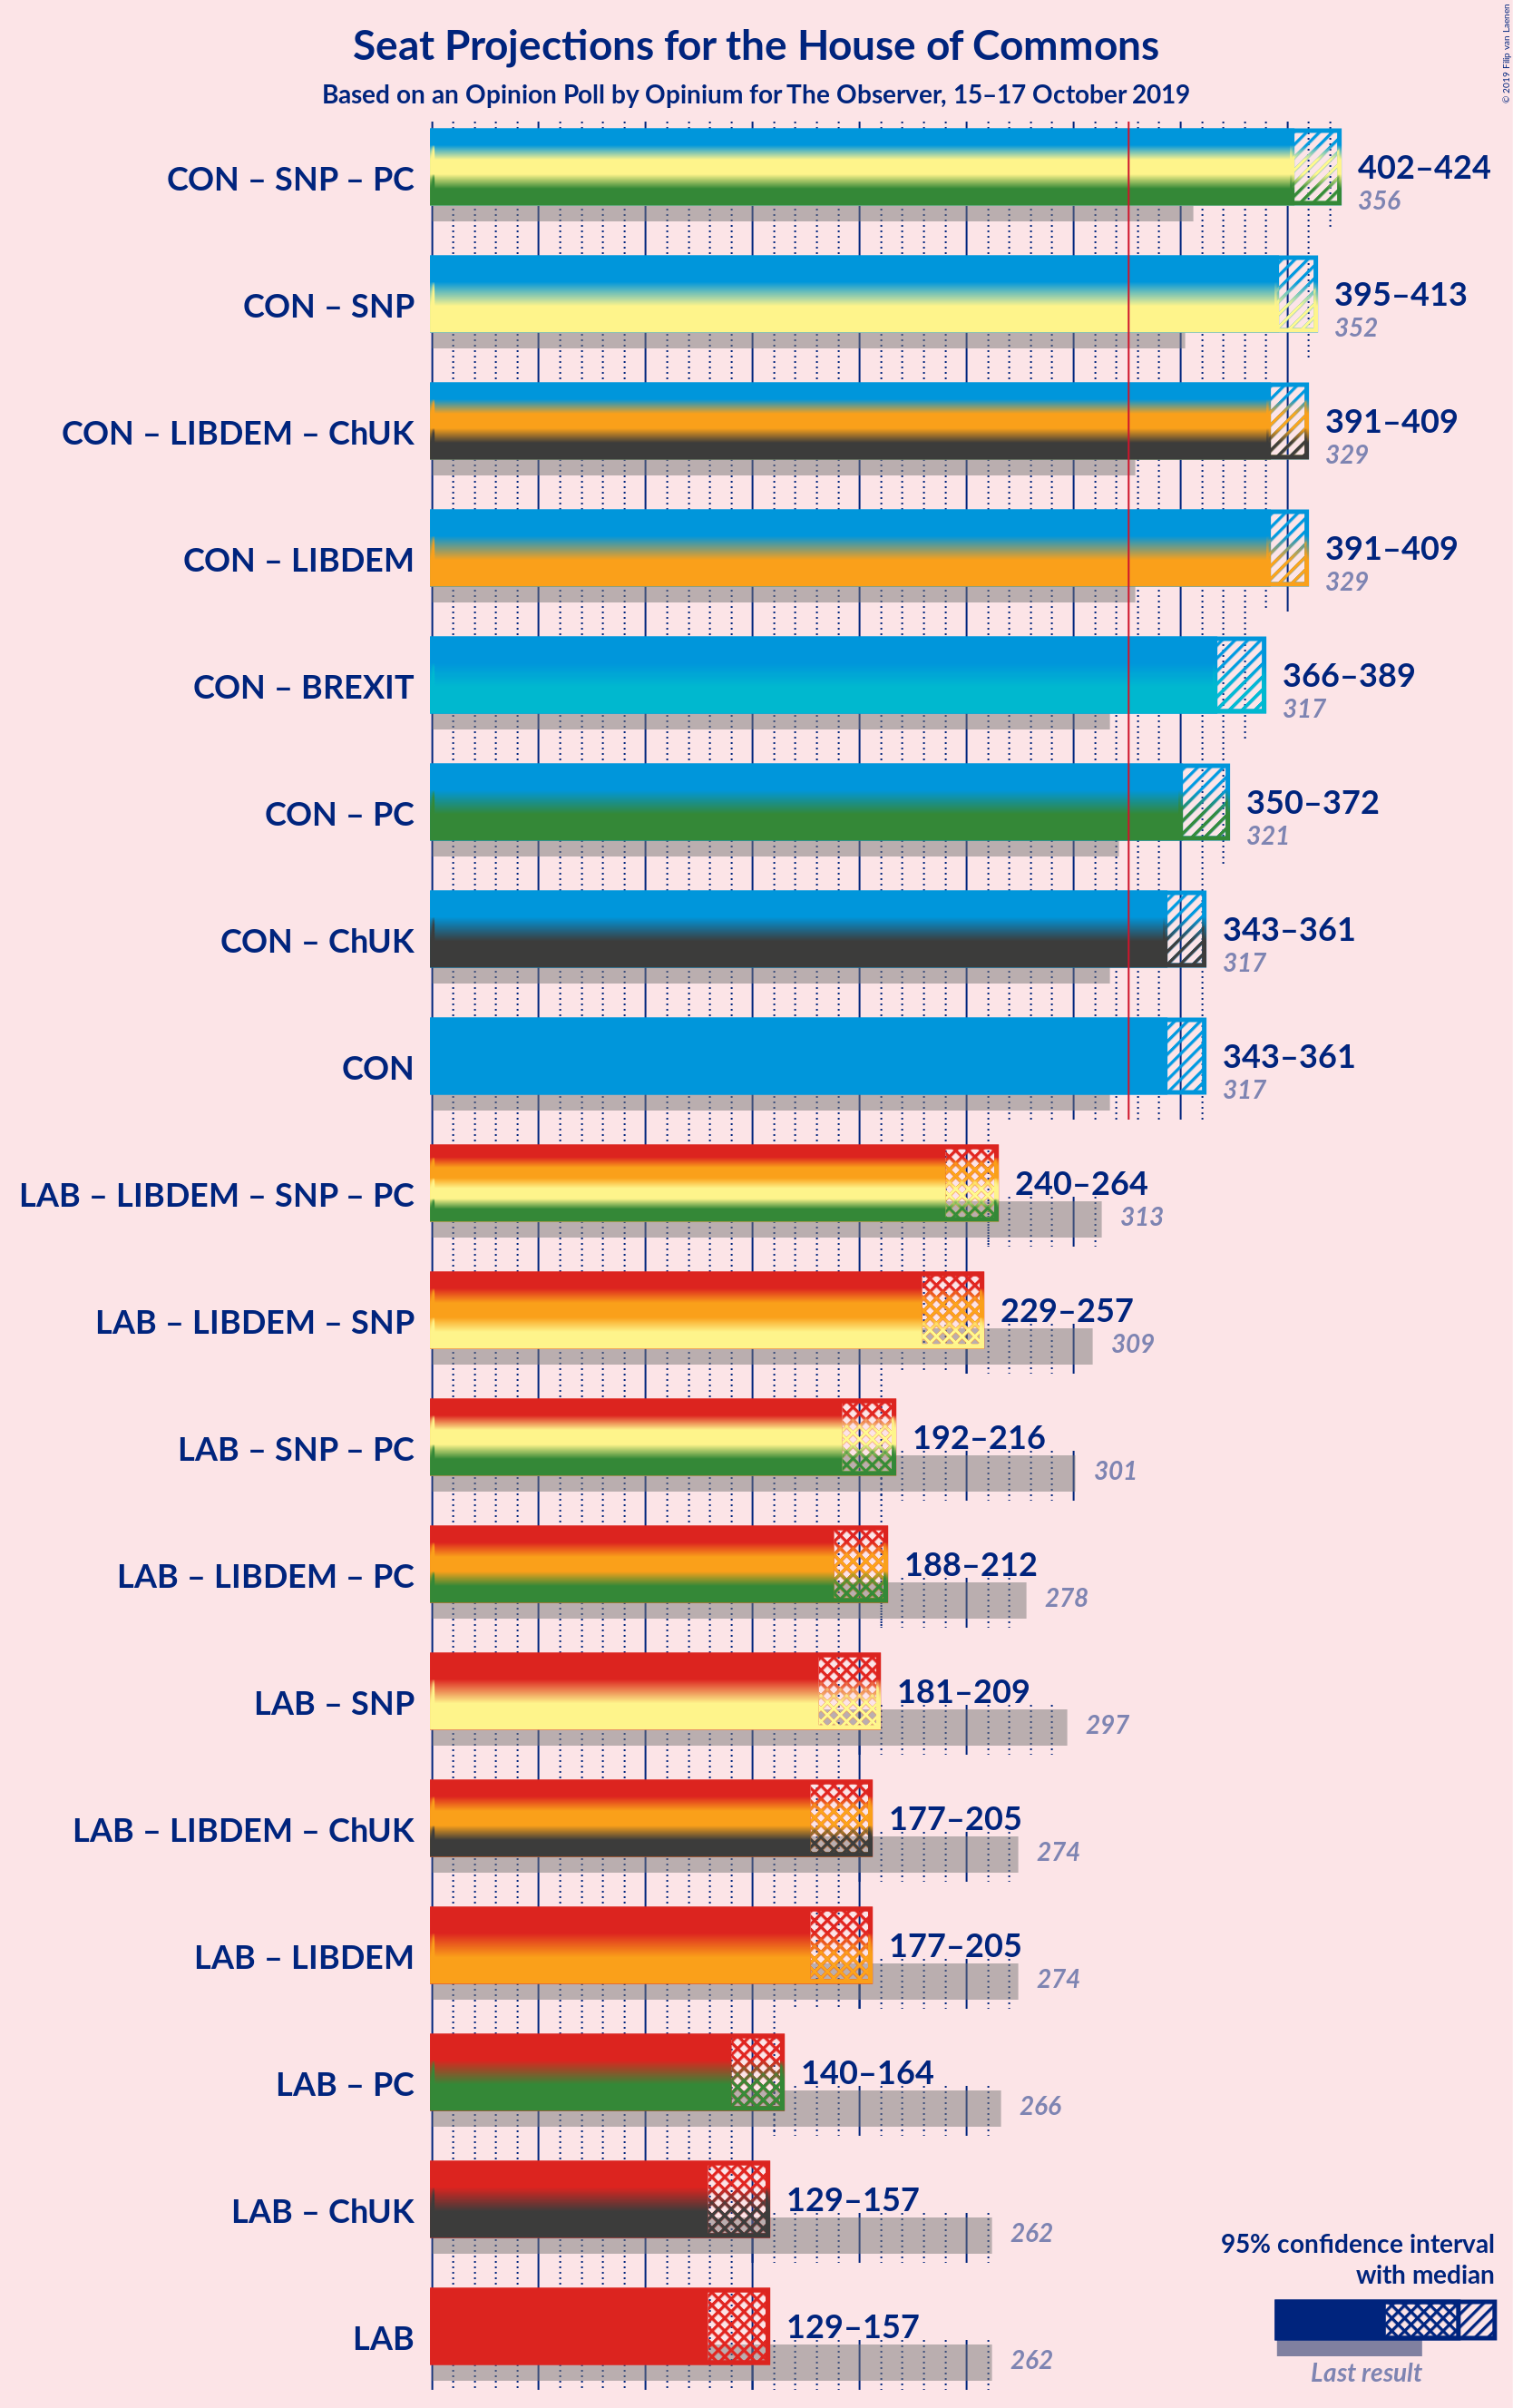 Seat Projections for the House of Commons
Based on an Opinion Poll by Opinium for The Observer, 15–17 October 2019
© 2019 Filip van Laenen
CON – SNP – PC
402–424
356
CON – SNP
395–413
352
CON – LIBDEM – ChUK
391–409
329
CON – LIBDEM
391–409
329
CON – BREXIT
366–389
317
CON – PC
350–372
321
CON – ChUK
343–361
317
CON
343–361
317
LAB – LIBDEM – SNP – PC
240–264
313
LAB – LIBDEM – SNP
229–257
309
LAB – SNP – PC
192–216
301
LAB – LIBDEM – PC
188–212
278
LAB – SNP
181–209
297
LAB – LIBDEM – ChUK
177–205
274
LAB – LIBDEM
177–205
274
LAB – PC
140–164
266
LAB – ChUK
129–157
262
LAB
129–157
262
95% confidence interval
with median
Last result